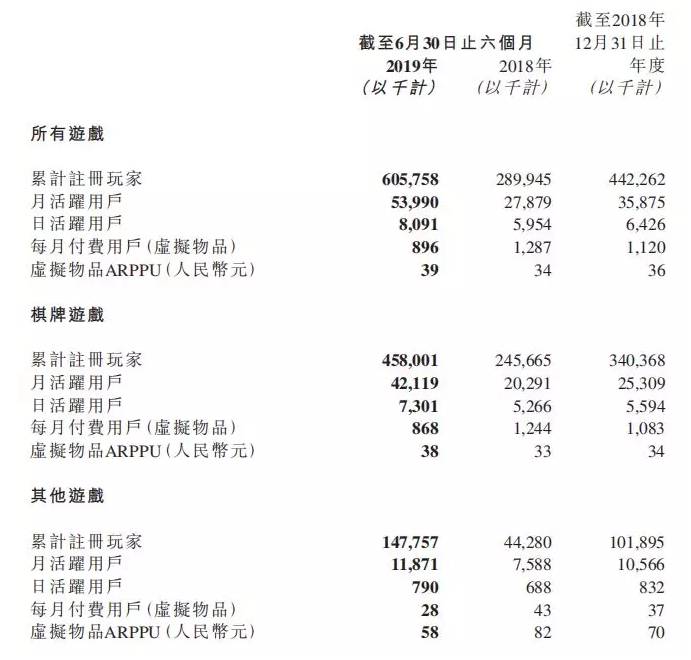 截至2018年
截至6月30日止六個月 12月31日止
2019年 2018年 年度
(以千計) (以千計) (以千計)
所有遊戲
累計註冊玩家 605,758 289,945 442,262
月活躍用戶 53,990 27,879 35,875
日活躍用戶 8,091 5,954 6,426
每月付費用戶(虛擬物品) 896 1,287 1,120
虛擬物品ARPPU(人民幣元) 39 34 36
棋牌遊戲
累計註冊玩家 458,001 245,665 340,368
月活躍用戶 42,119 20,291 25,309
日活躍用戶 7,301 5,266 5,594
每月付費用戶(虛擬物品) 868 1,244 1,083
虛擬物品ARPPU(人民幣元) 38 33 34
其他遊戲
累計註冊玩家 147,757 44,280 101,895
月活躍用戶 11,871 7,588 10,566
日活躍用戶 790 688 832
每月付費用戶(虛擬物品) 28 43 37
虛擬物品ARPPU(人民幣元) 58 82 70